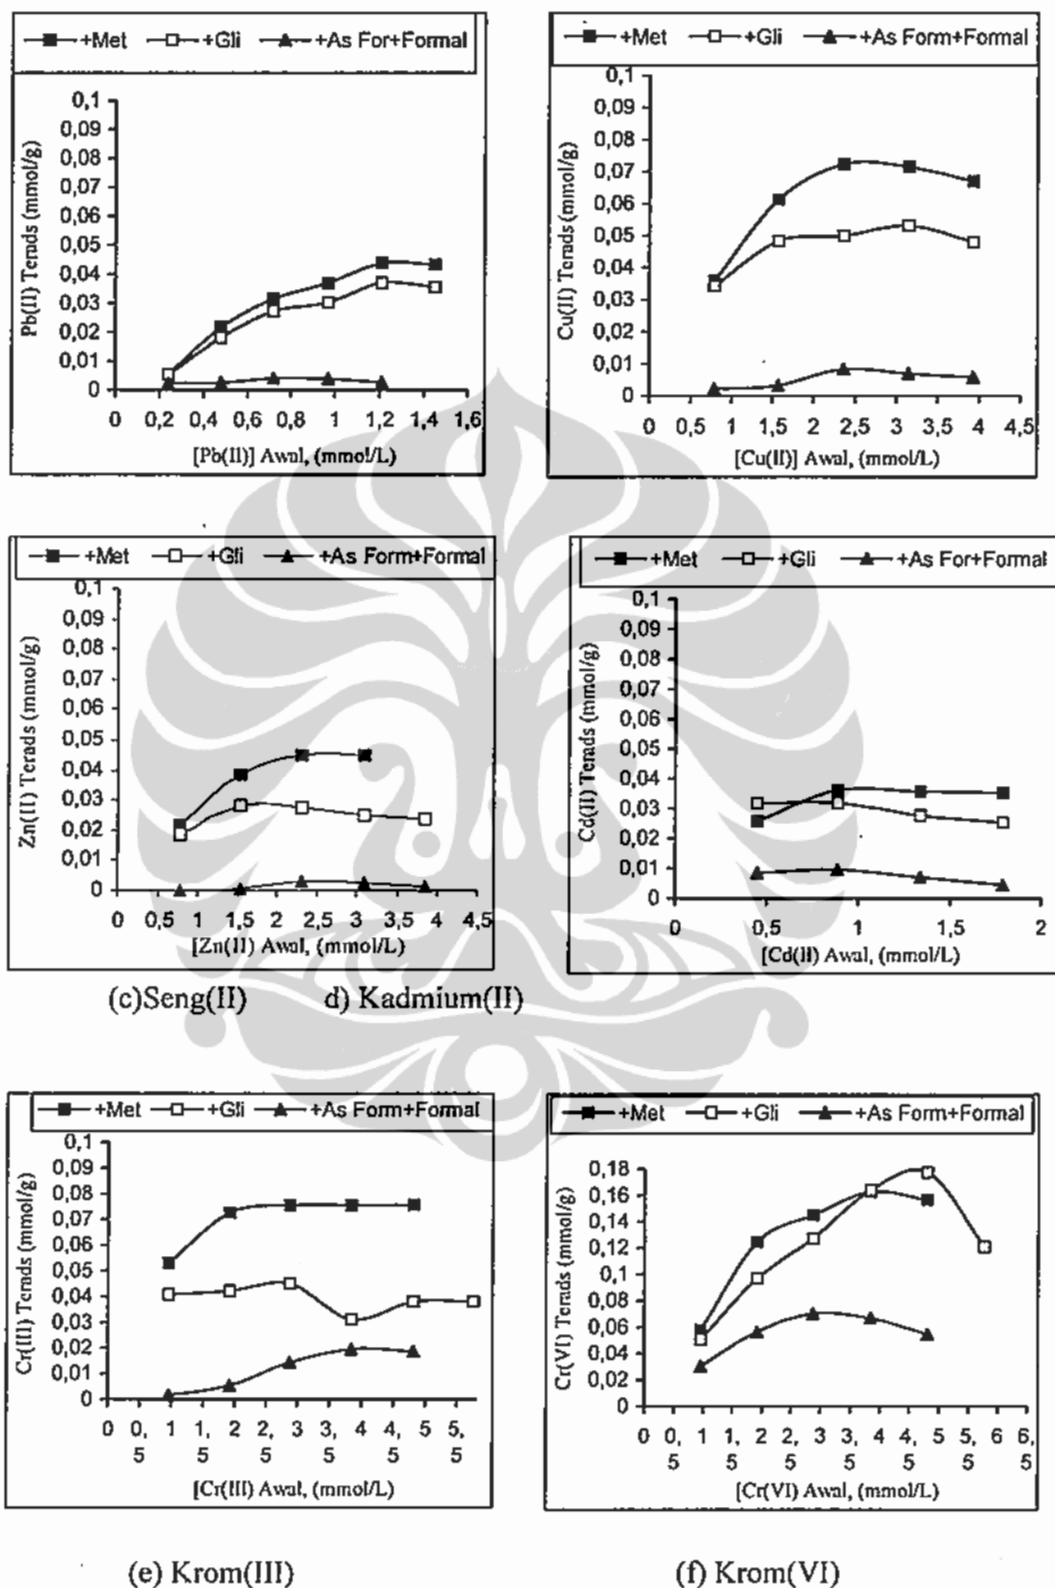 +Met +Gli +As For+Formal
0,1
0,09
0,08
0,07
0,06
0,05
0,04
0,03
0,02
0,01
0
Pb(II) Terads (mmol/g)
0 0,2 0,4 0,6 0,8 1 1,2 1,4 1,6
[Pb(II)] Awal, (mmol/L)
+Met +Gli +As Form+Formal
0,1
0,09
0,08
0,07
0,06
0,05
0,04
0,03
0,02
0,01
0
Cu(II) Terads (mmol/g)
0 0,5 1 1,5 2 2,5 3 3,5 4 4,5
[Cu(II)] Awal, (mmol/L)
+Met +Gli +As Form+Formal
0,1
0,09
0,08
0,07
0,06
0,05
0,04
0,03
0,02
0,01
0
Zn(II) Terads (mmol/g)
0 0,5 1 1,5 2 2,5 3 3,5 4 4,5
[Zn(II) Awal, (mmol/L)
+Met +Gli +As For+Formal
0,1
0,09
0,08
0,07
0,06
0,05
0,04
0,03
0,02
0,01
0
Cd(II) Terads (mmol/g)
0 0,5 1 1,5 2
[Cd(II) Awal, (mmol/L)
(c)Seng(II) d) Kadmium(II)
+Met +Gli +As Form+Formal
0,1
0,09
0,08
0,07
0,06
0,05
0,04
0,03
0,02
0,01
0
Cr(III) Terads (mmol/g)
0 0, 1 1, 2 2, 3 3, 4 4, 5 5,
5 5 5 5 5 5
[Cr(III) Awal, (mmol/L)
+Met +Gli +As Form+Formal
0,18
0,16
0,14
0,12
0,1
0,08
0,06
0,04
0,02
0
Cr(VI) Terads (mmol/g)
0 0, 1 1, 2 2, 3 3, 4 4, 5 5, 6 6,
5 5 5 5 5 5 5
[Cr(VI) Awal, (mmol/L)
(e) Krom(III) (f) Krom(VI)